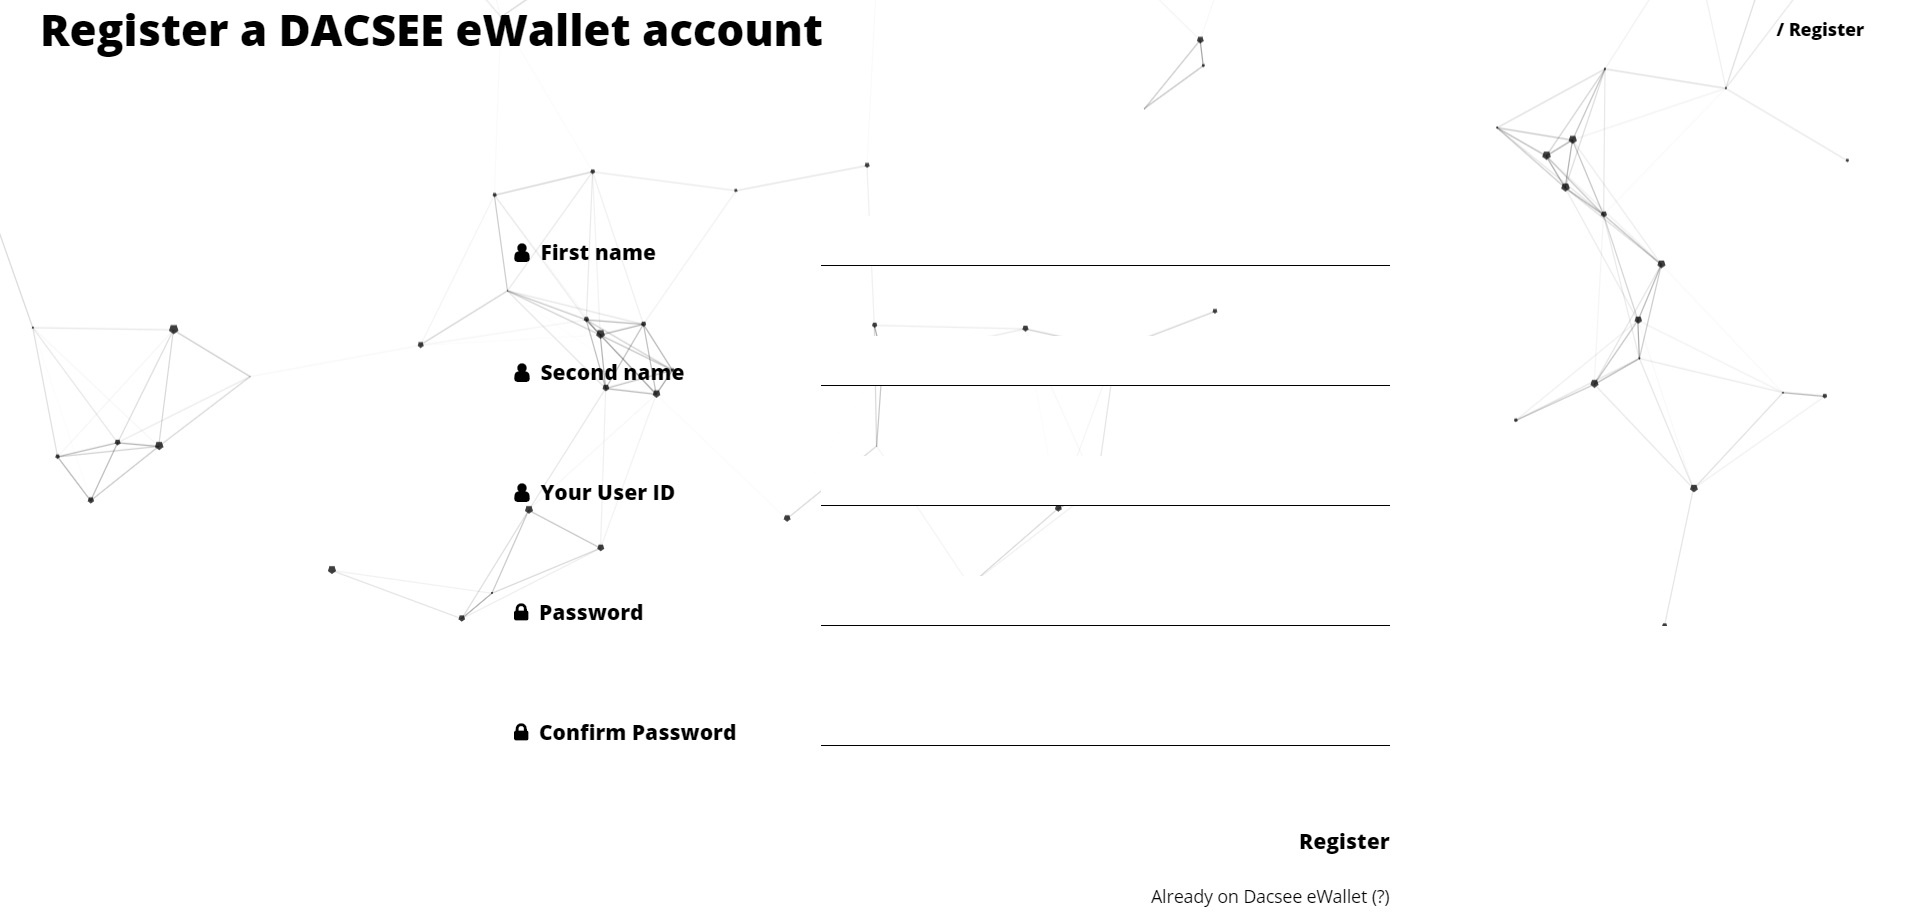 Register a DACSEE eWallet account
/ Register
First name
Second name
Your User ID
Password
Confirm Password
Register
Already on Dacsee eWallet (?)